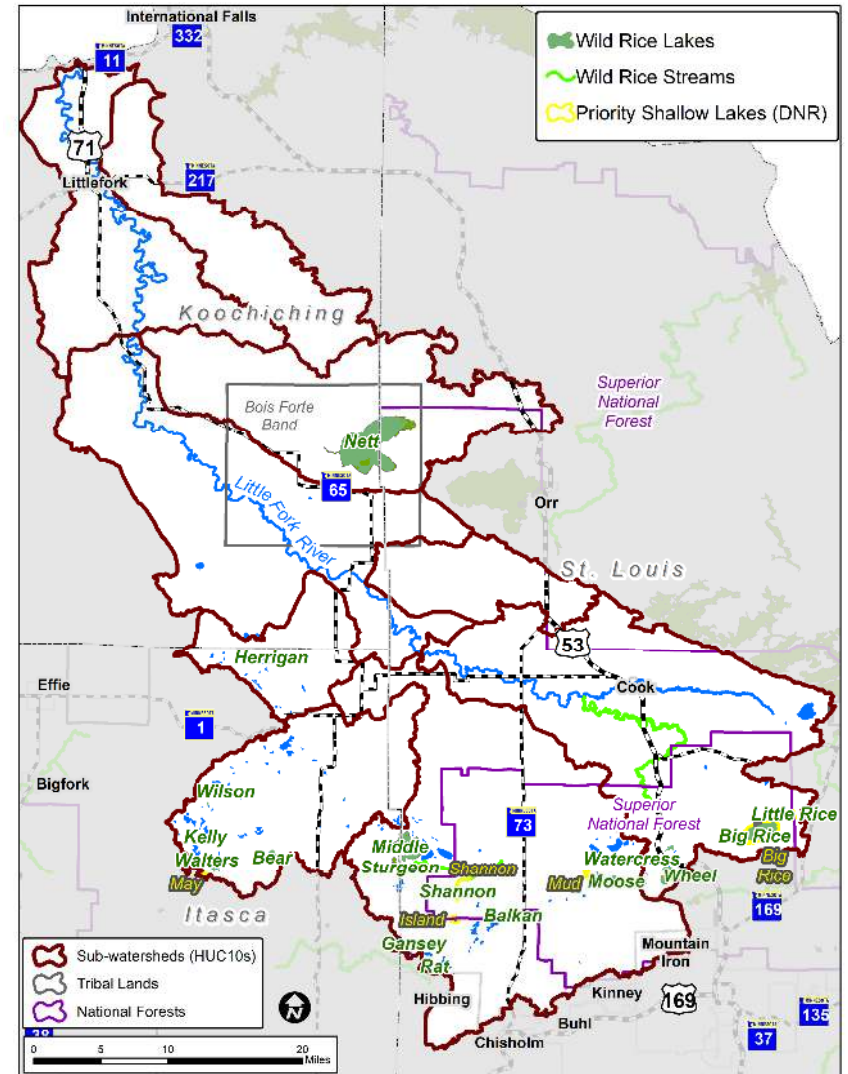 International Falls
332
11
Wild Rice Lakes
Wild Rice Streams
Priority Shallow Lakes (DNR)
71
Littlefork
217
Koochiching
Superior
National
Forest
Bois Forte
Band
Nett
65
Orr
Little Fork River
St. Louis
53
Herrigan
Effie
Cook
1
Bigfork
Wilson
73
Superior
National Forest
Little Rice
Big Rice
Kelly
Middle
Walters
Bear
Sturgeon
Shannon
Watercress
Big
Rice
May
Shannon
Mud
Moose
Wheel
169
Itasca
Island
Balkan
Gansey
Rat
Mountain
Iron
Hibbing
Kinney
169
Buhl
Chisholm
135
37
38
Sub-watersheds (HUC10s)
Tribal Lands
National Forests
N
0 5 10 20
Miles